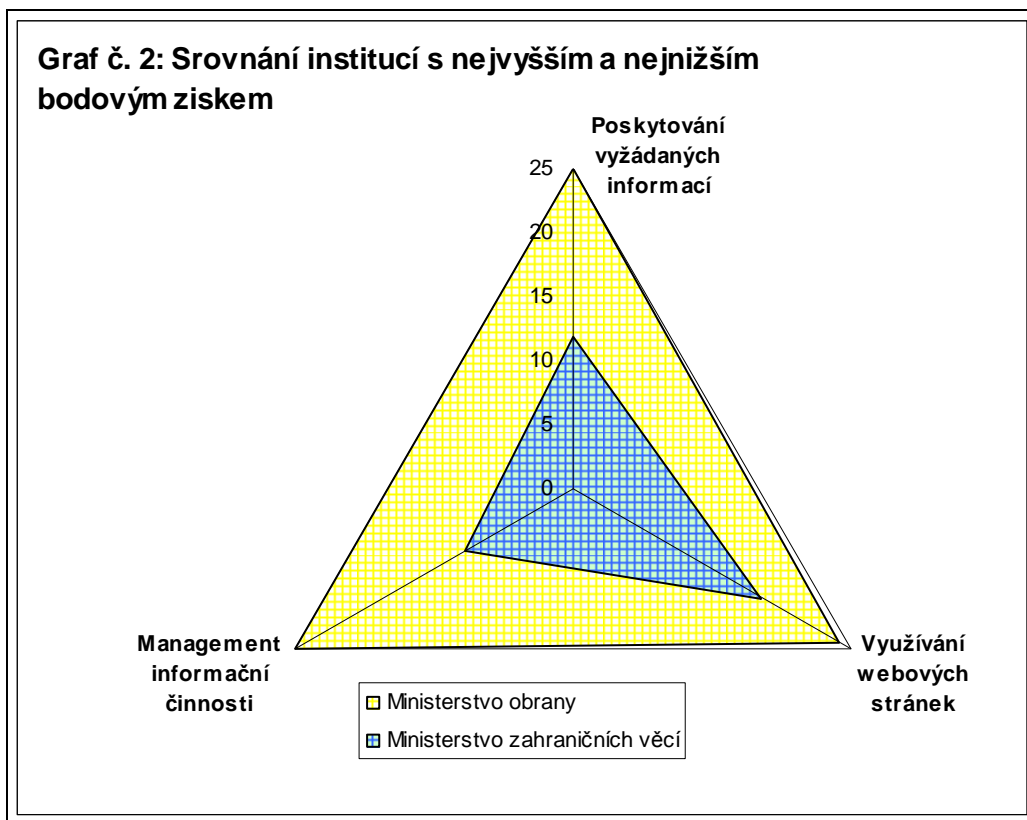 Graf č. 2: Srovnání institucí s nejvyšším a nejnižším
bodovým ziskem
Poskytování
vyžádaných
informací
25
20
15
10
5
0
Management
informační
činnosti
Využívání
webových
stránek
Ministerstvo obrany
Ministerstvo zahraničních věcí